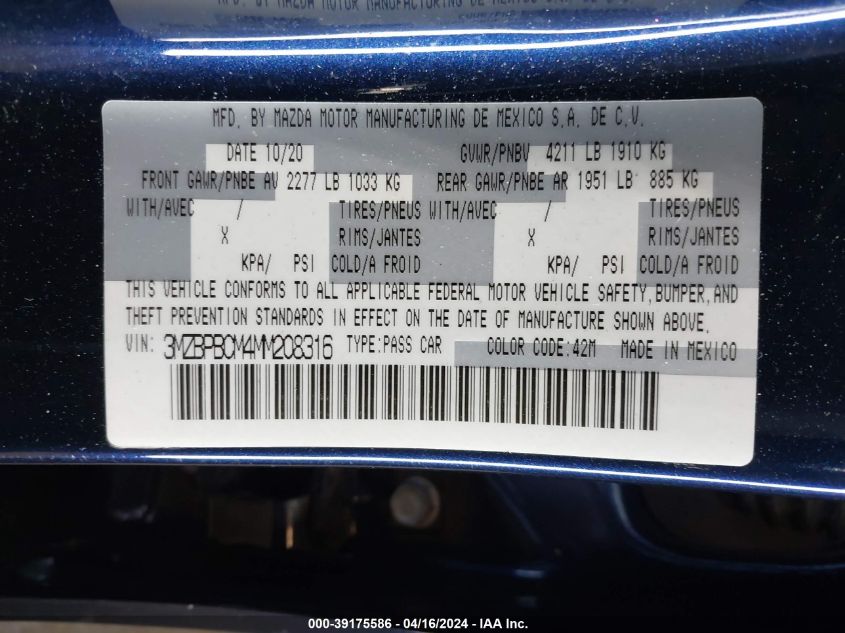 MFD. BY MAZDA MOTOR MANUFACTURING DE MEXICO S.A. DE C.V.
DATE 10/20 GVWR/PNBV 4211 LB 1910 KG
FRONT GAWR/PNBE AV 2277 LB 1033 KG REAR GAWR/PNBE AR 1951 LB 885 KG
WITH/AVEC / TIRES/PNEUS WITH/AVEC / TIRES/PNEUS
X RIMS/JANTES X RIMS/JANTES
KPA/ PSI COLD/A FROID KPA/ PSI COLD/A FROID
THIS VEHICLE CONFORMS TO ALL APPLICABLE FEDERAL MOTOR VEHICLE SAFETY, BUMPER, AND
THEFT PREVENTION STANDARDS IN EFFECT ON THE DATE OF MANUFACTURE SHOWN ABOVE.
VIN: 3MZBPBCM4MM208316 TYPE:PASS CAR COLOR CODE:42M MADE IN MEXICO
000-39175586 - 04/16/2024 - IAA Inc.